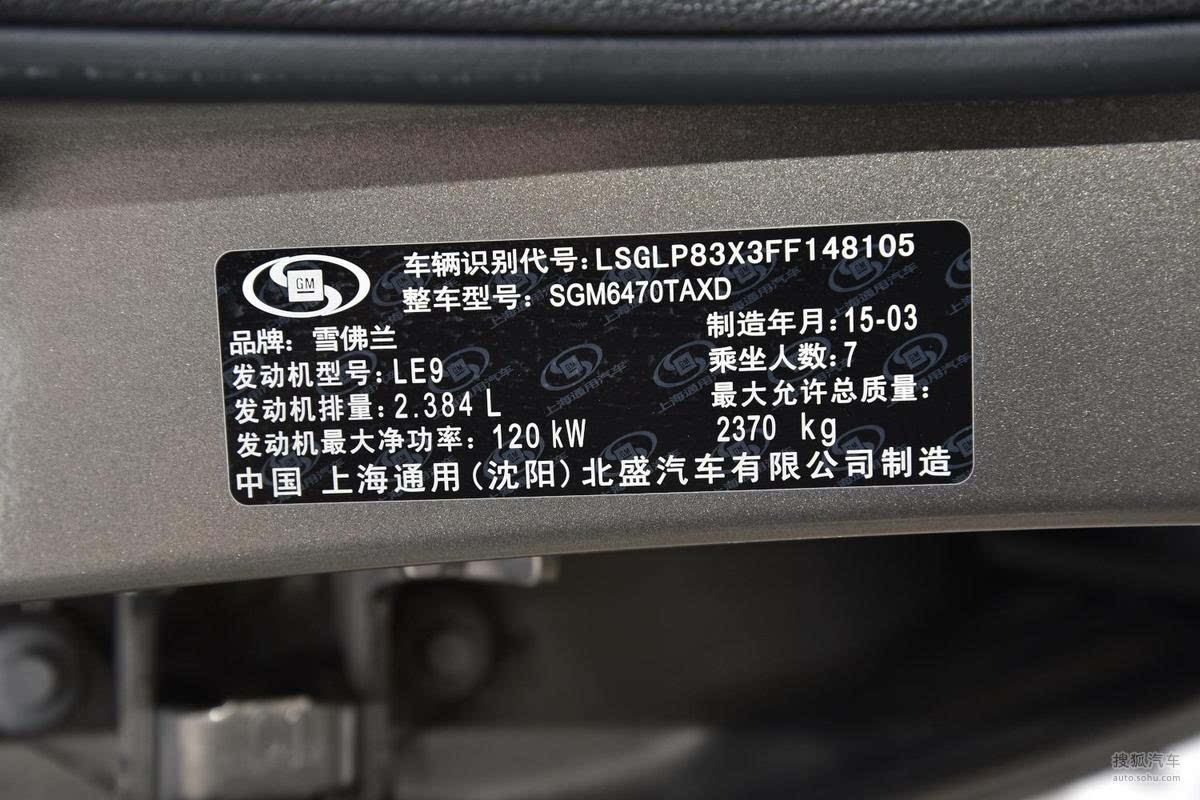 GM
车辆识别代号:LSGLP83X3FF148105
整车型号: SGM6470TAXD
品牌: 雪佛兰
制造年月:15-03
发动机型号:LE9
乘坐人数:7
发动机排量:2.384 L
最大允许总质量:
发动机最大净功率: 120 kW
2370 kg
中国 上海通用(沈阳)北盛汽车有限公司制造
搜狐汽车
auto.sohu.com